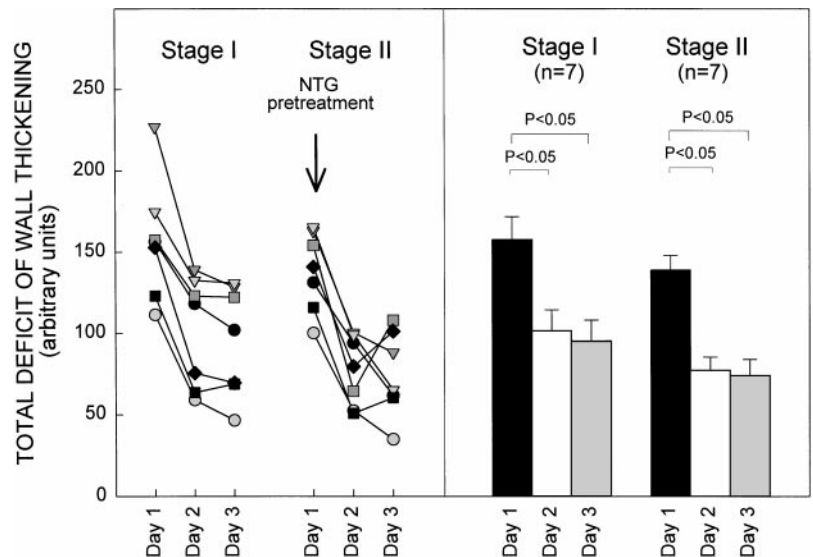 TOTAL DEFICIT OF WALL THICKENING
(arbitrary units)
250
200
150
100
50
0
Stage I
Stage II
NTG
pretreatment
Day 1
Day 2
Day 3
Day 1
Day 2
Day 3
Stage I
(n=7)
Stage II
(n=7)
P<0.05
P<0.05
P<0.05
P<0.05
Day 1
Day 2
Day 3
Day 1
Day 2
Day 3